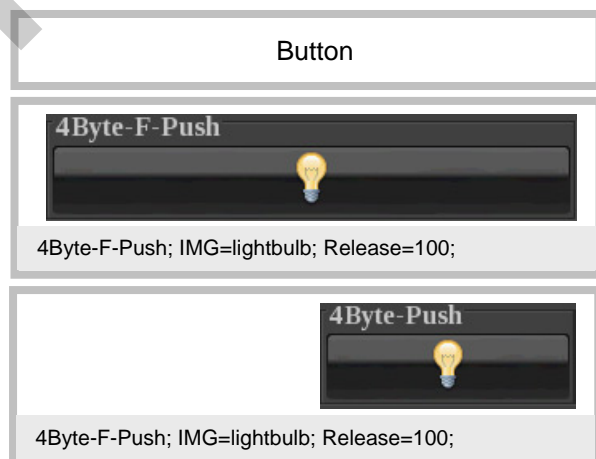 Button
4Byte-F-Push
4Byte-F-Push; IMG=lightbulb; Release=100;
4Byte-Push
4Byte-F-Push; IMG=lightbulb; Release=100;